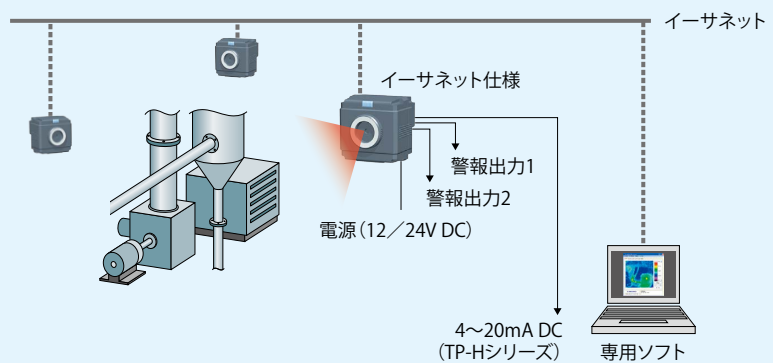 イーサネット
イーサネット仕様
警報出力1
警報出力2
電源（12／24V DC）
4〜20mA DC
（TP-Hシリーズ）
専用ソフト